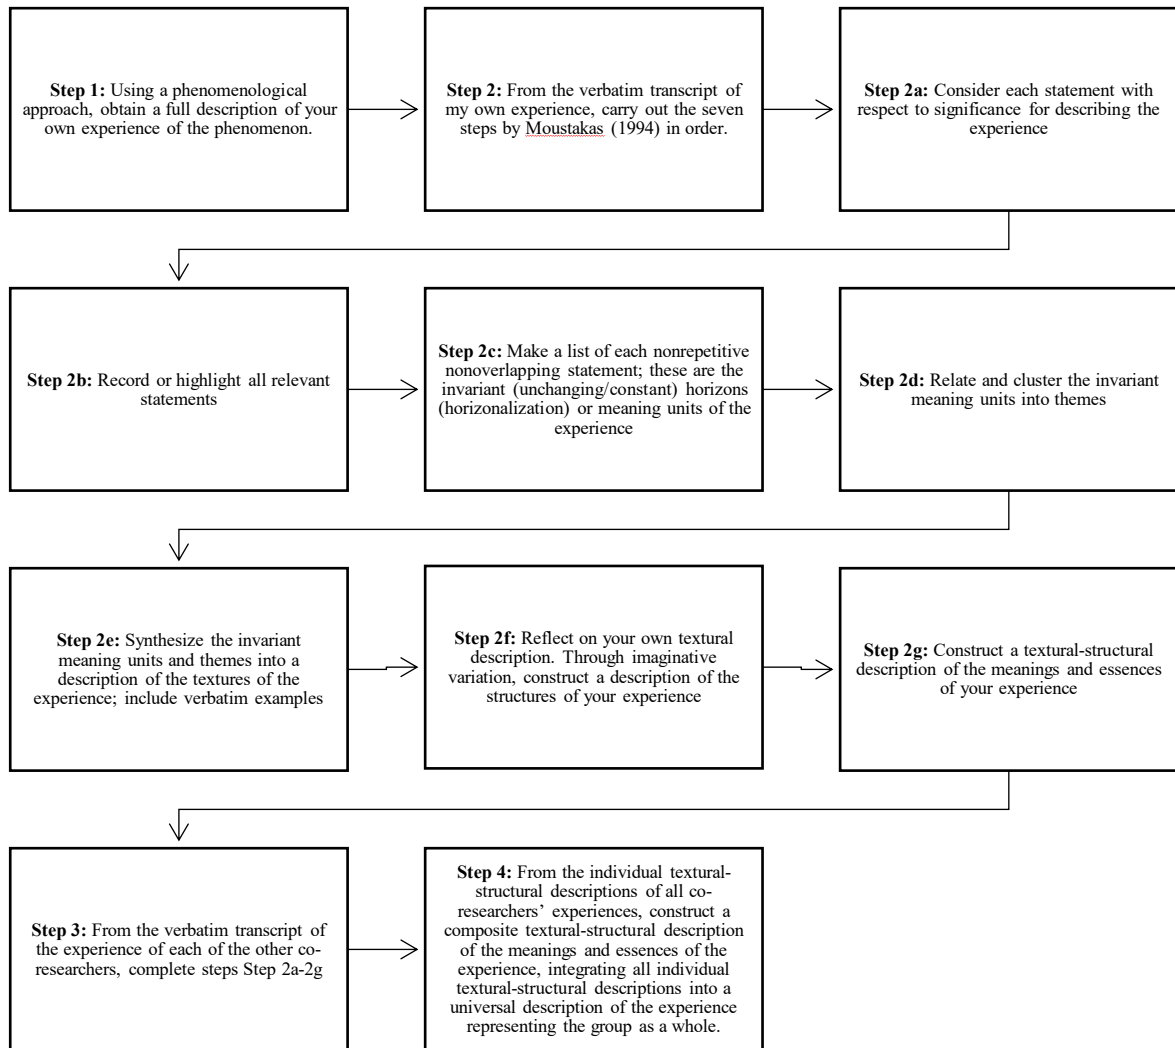 Step 1: Using a phenomenological
approach, obtain a full description of your
own experience of the phenomenon.
Step 2: From the verbatim transcript of
my own experience, carry out the seven
steps by Moustakas (1994) in order.
Step 2a: Consider each statement with
respect to significance for describing the
experience
Step 2b: Record or highlight all relevant
statements
Step 2c: Make a list of each nonrepetitive
nonoverlapping statement; these are the
invariant (unchanging/constant) horizons
(horizonalization) or meaning units of the
experience
Step 2d: Relate and cluster the invariant
meaning units into themes
Step 2e: Synthesize the invariant
meaning units and themes into a
description of the textures of the
experience; include verbatim examples
Step 2f: Reflect on your own textural
description. Through imaginative
variation, construct a description of the
structures of your experience
Step 2g: Construct a textural-structural
description of the meanings and essences
of your experience
Step 3: From the verbatim transcript of
the experience of each of the other co-
researchers, complete steps Step 2a-2g
Step 4: From the individual textural-
structural descriptions of all co-
researchers’ experiences, construct a
composite textural-structural description
of the meanings and essences of the
experience, integrating all individual
textural-structural descriptions into a
universal description of the experience
representing the group as a whole.